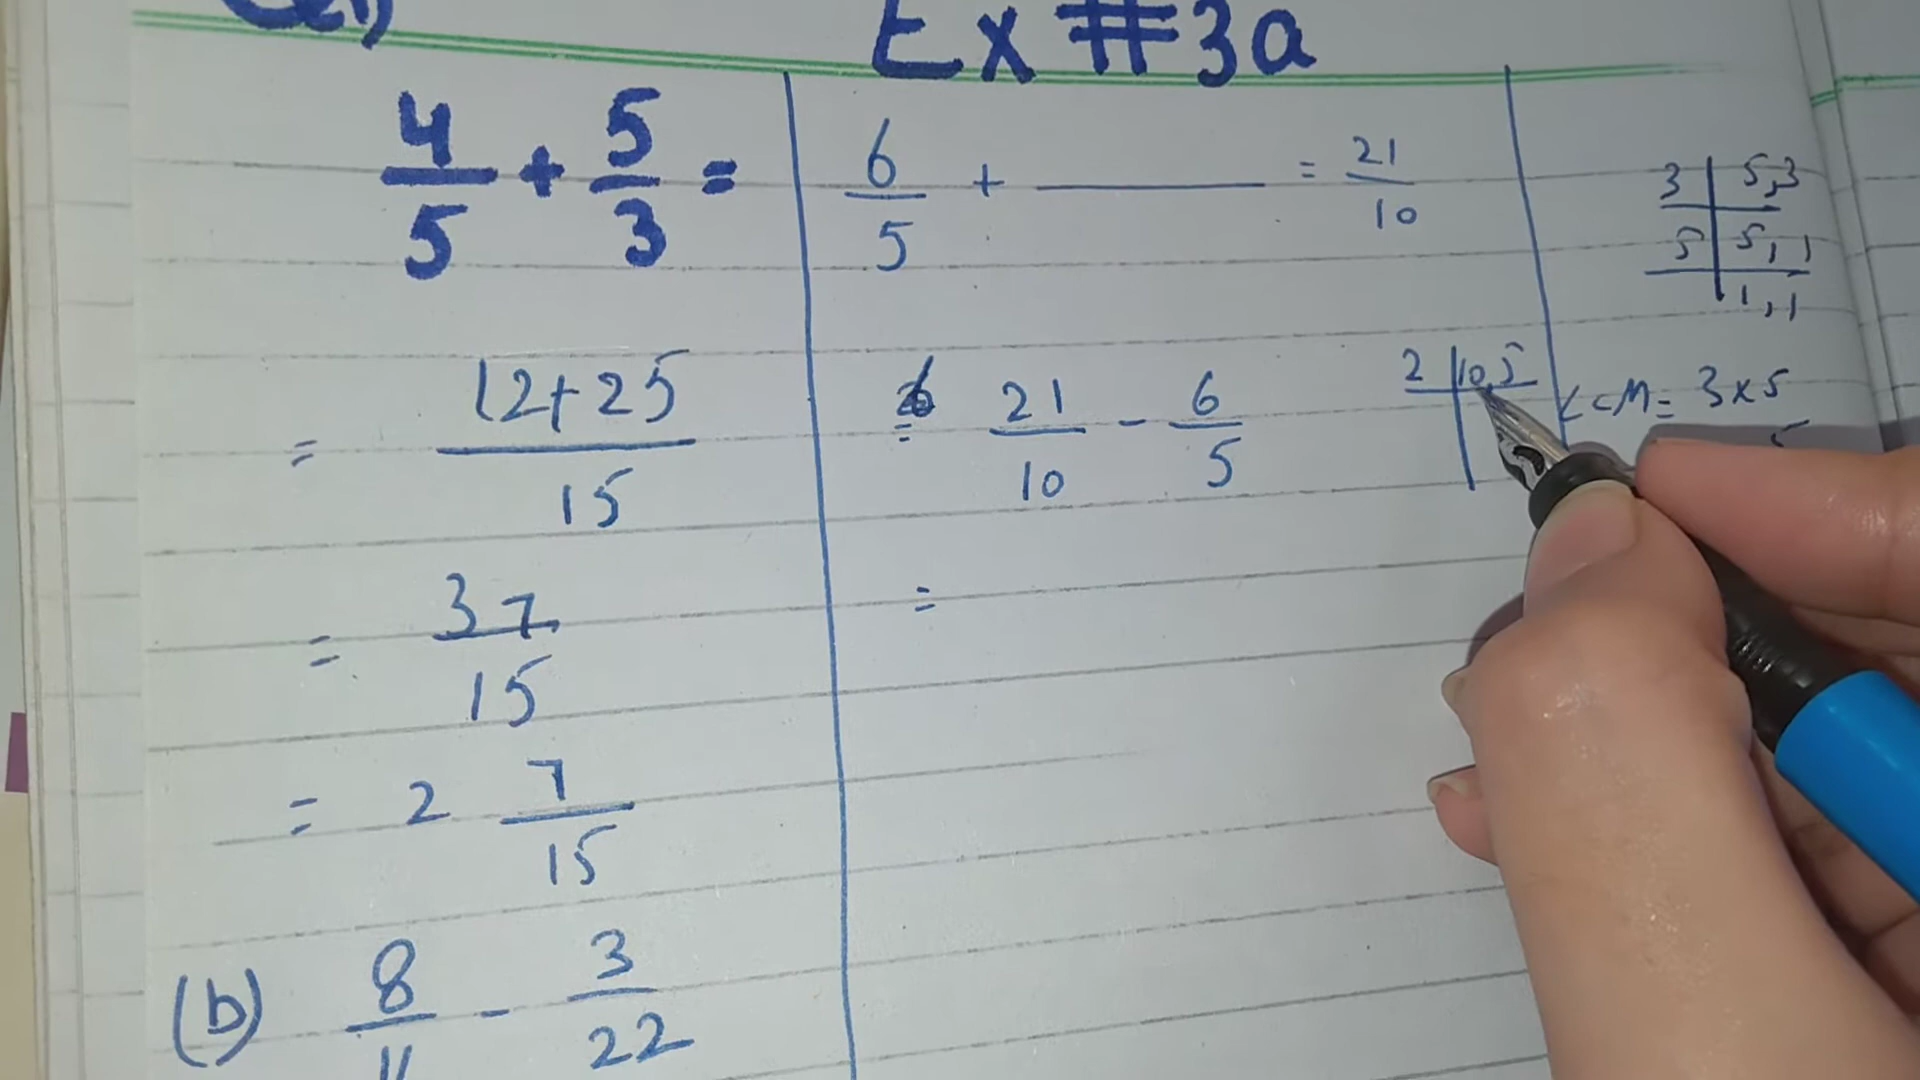 Ex #3a
4/5 + 5/3 =
= 12+25/15
= 37/15
= 2 7/15
(b) 8/11 - 3/22
6/5 + ______ = 21/10
= 21/10 - 6/5
=
2 | 10,5
3 | 5,3
5 | 5,1
1,1
LCM = 3x5